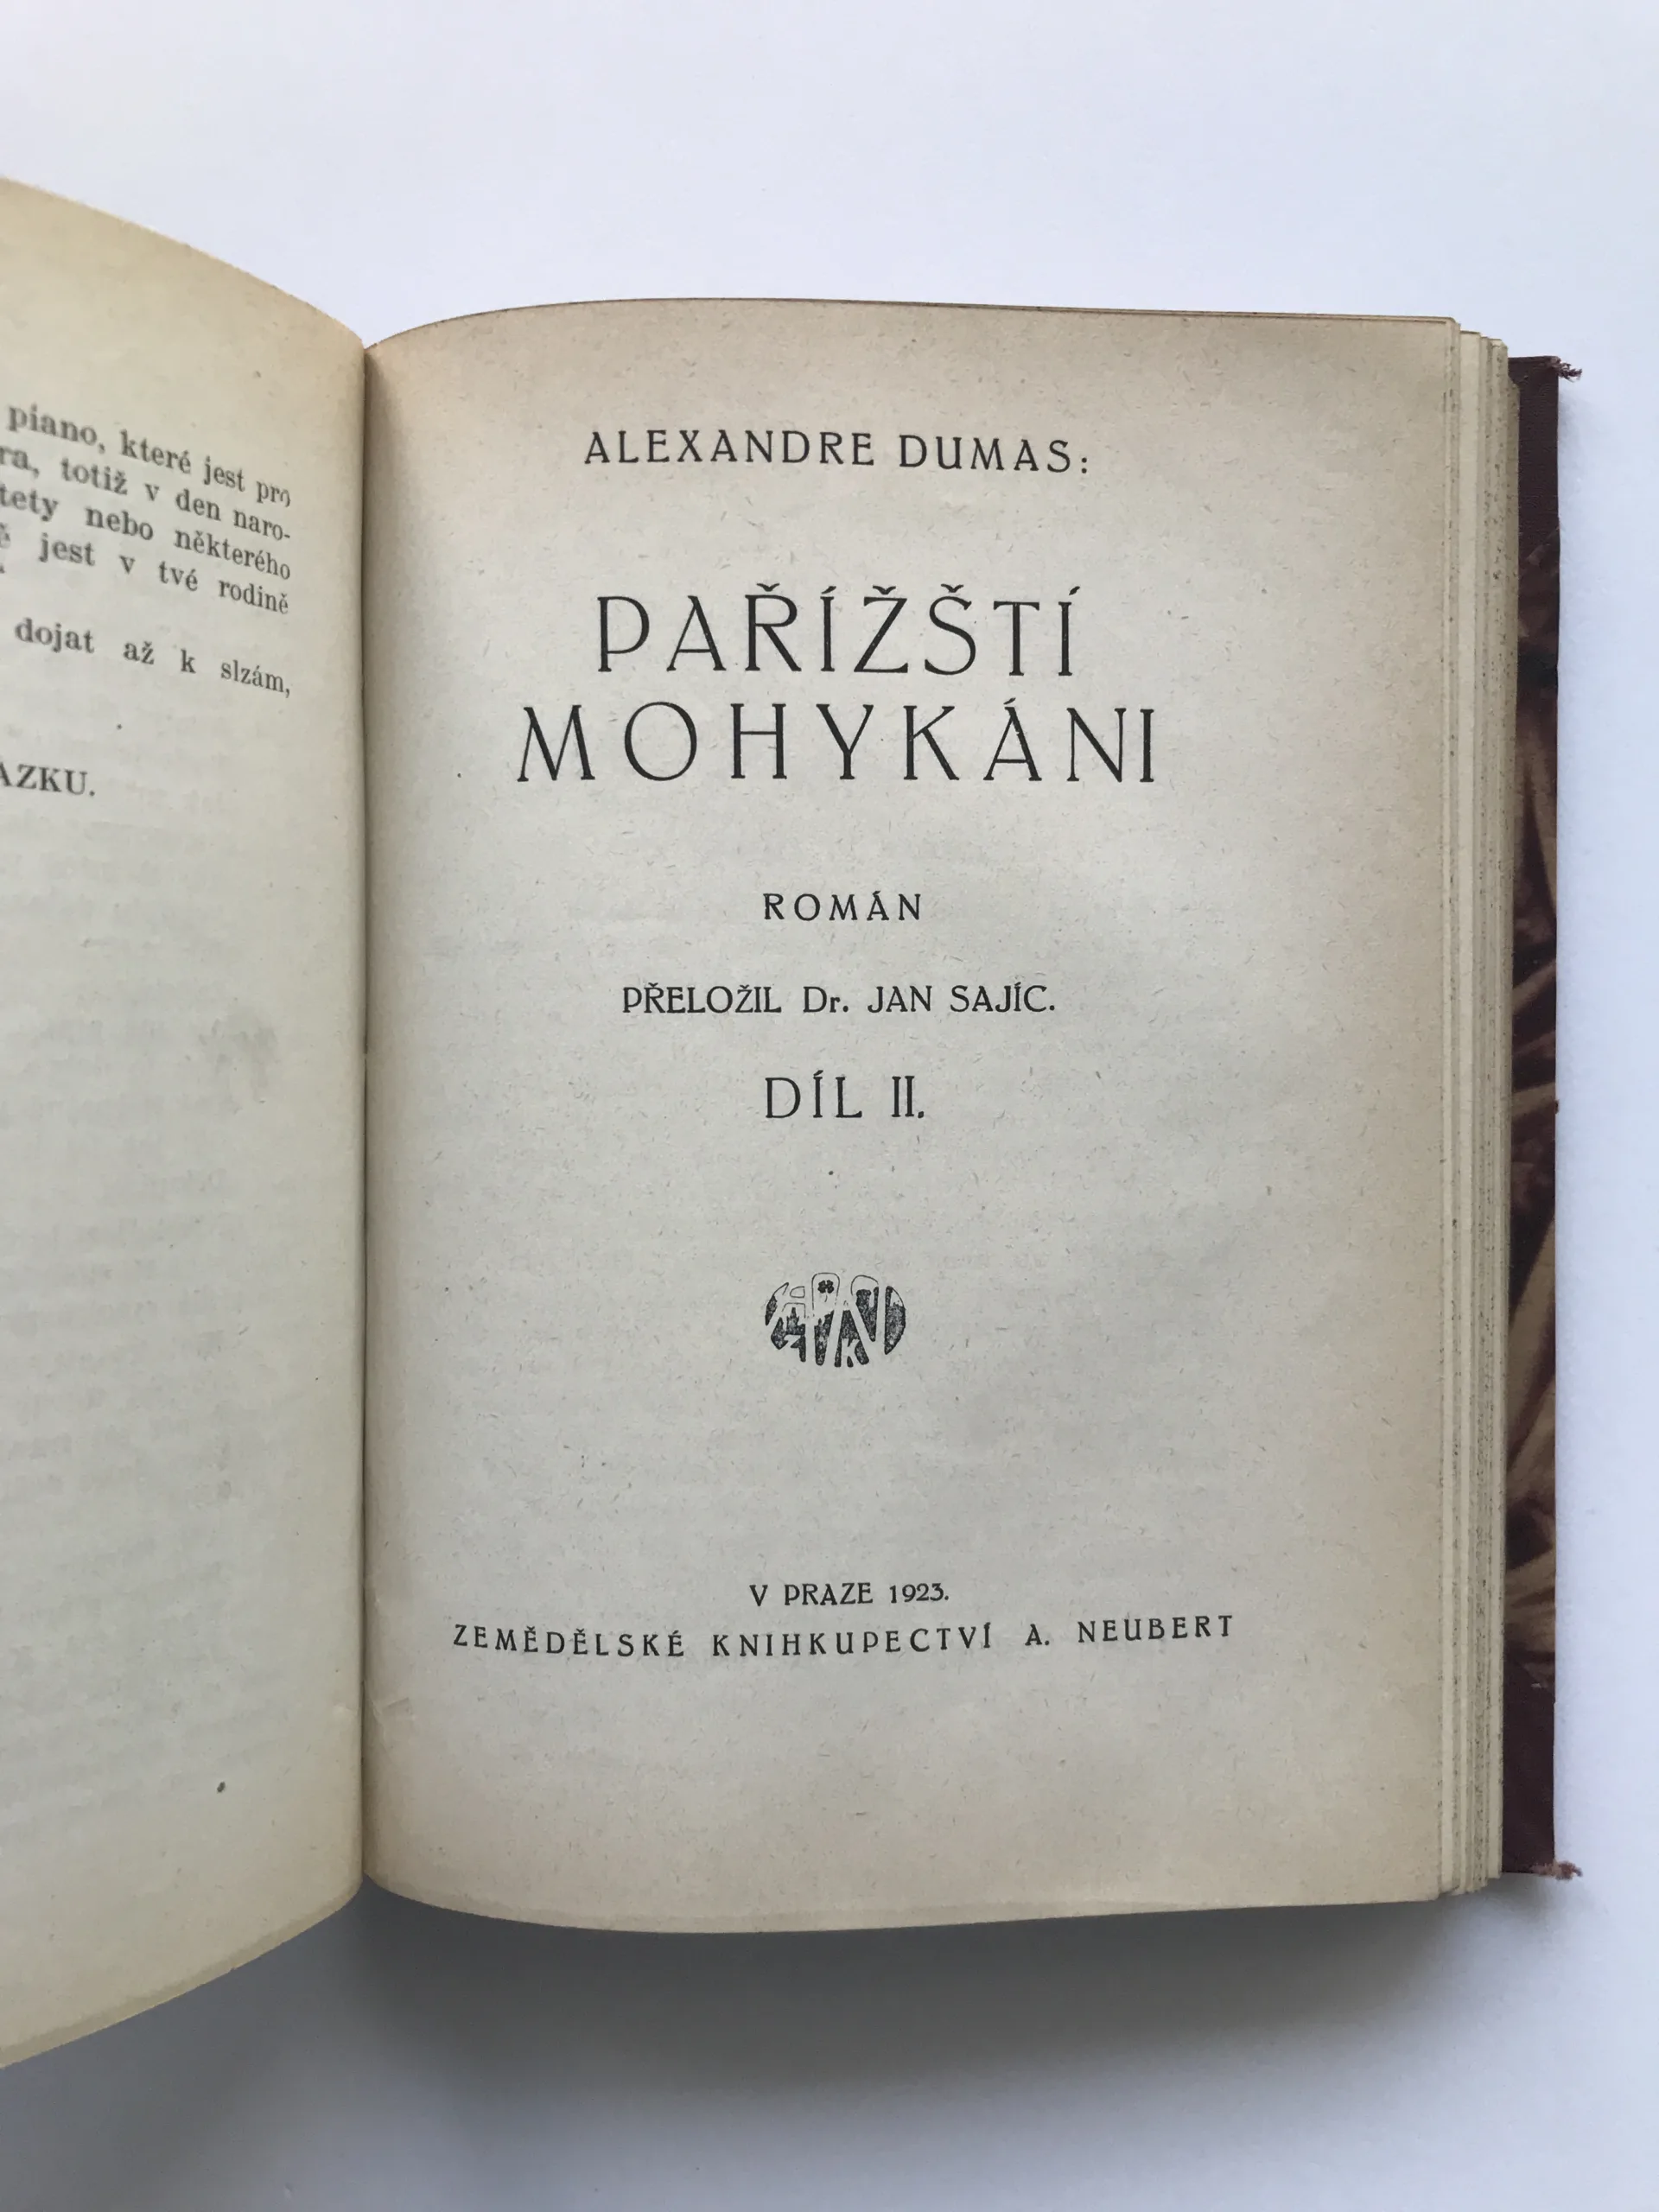 piano, které jest pro
totiž v den naro-
tety nebo některého
jest v tvé rodině
dojat až k slzám,
AZKU.
ALEXANDRE DUMAS:
PAŘÍŽŠTÍ
MOHYKÁNI
ROMÁN
PŘELOŽIL Dr. JAN SAJÍC.
DÍL II.
V PRAZE 1923.
ZEMĚDĚLSKÉ KNIHKUPECTVÍ A. NEUBERT